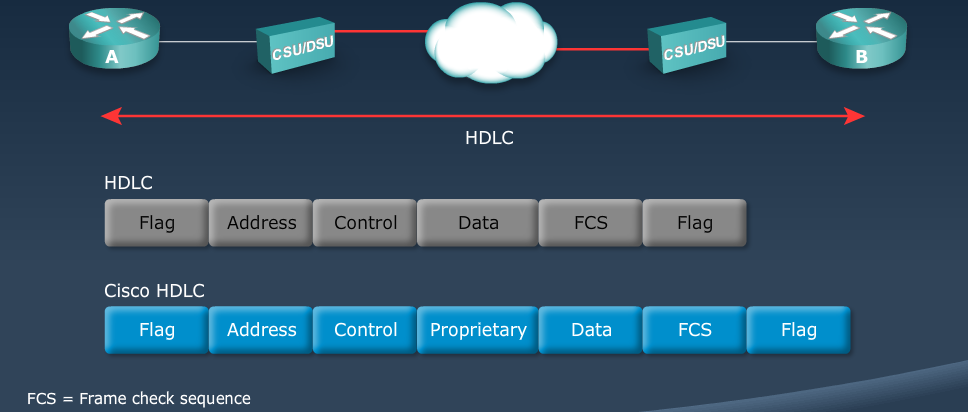 A
CSU/DSU
CSU/DSU
B
HDLC
HDLC
Flag Address Control Data FCS Flag
Cisco HDLC
Flag Address Control Proprietary Data FCS Flag
FCS = Frame check sequence